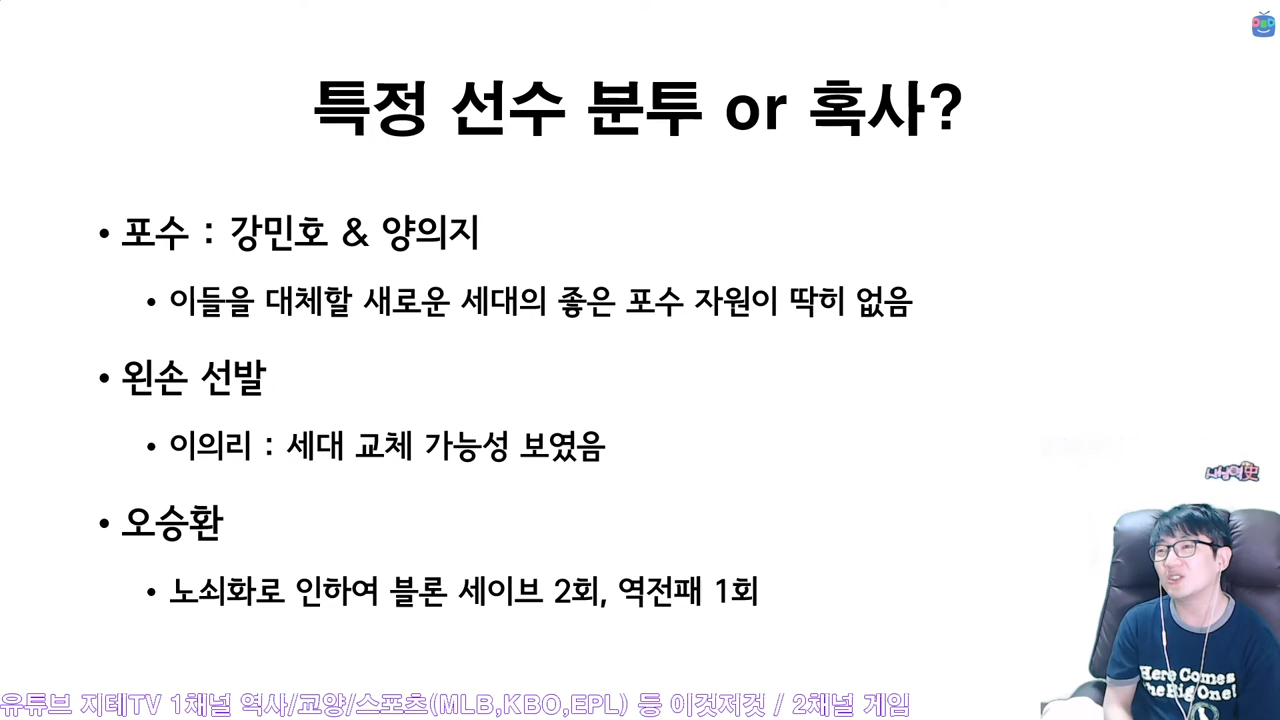 특정 선수 분투 or 혹사?
• 포수 : 강민호 & 양의지
• 이들을 대체할 새로운 세대의 좋은 포수 자원이 딱히 없음
• 왼손 선발
• 이의리 : 세대 교체 가능성 보였음
• 오승환
• 노쇠화로 인하여 블론 세이브 2회, 역전패 1회
Here Comes
the Big One!
유튜브 지테TV 1채널 역사/교양/스포츠(MLB,KBO,EPL) 등 이것저것 / 2채널 게임